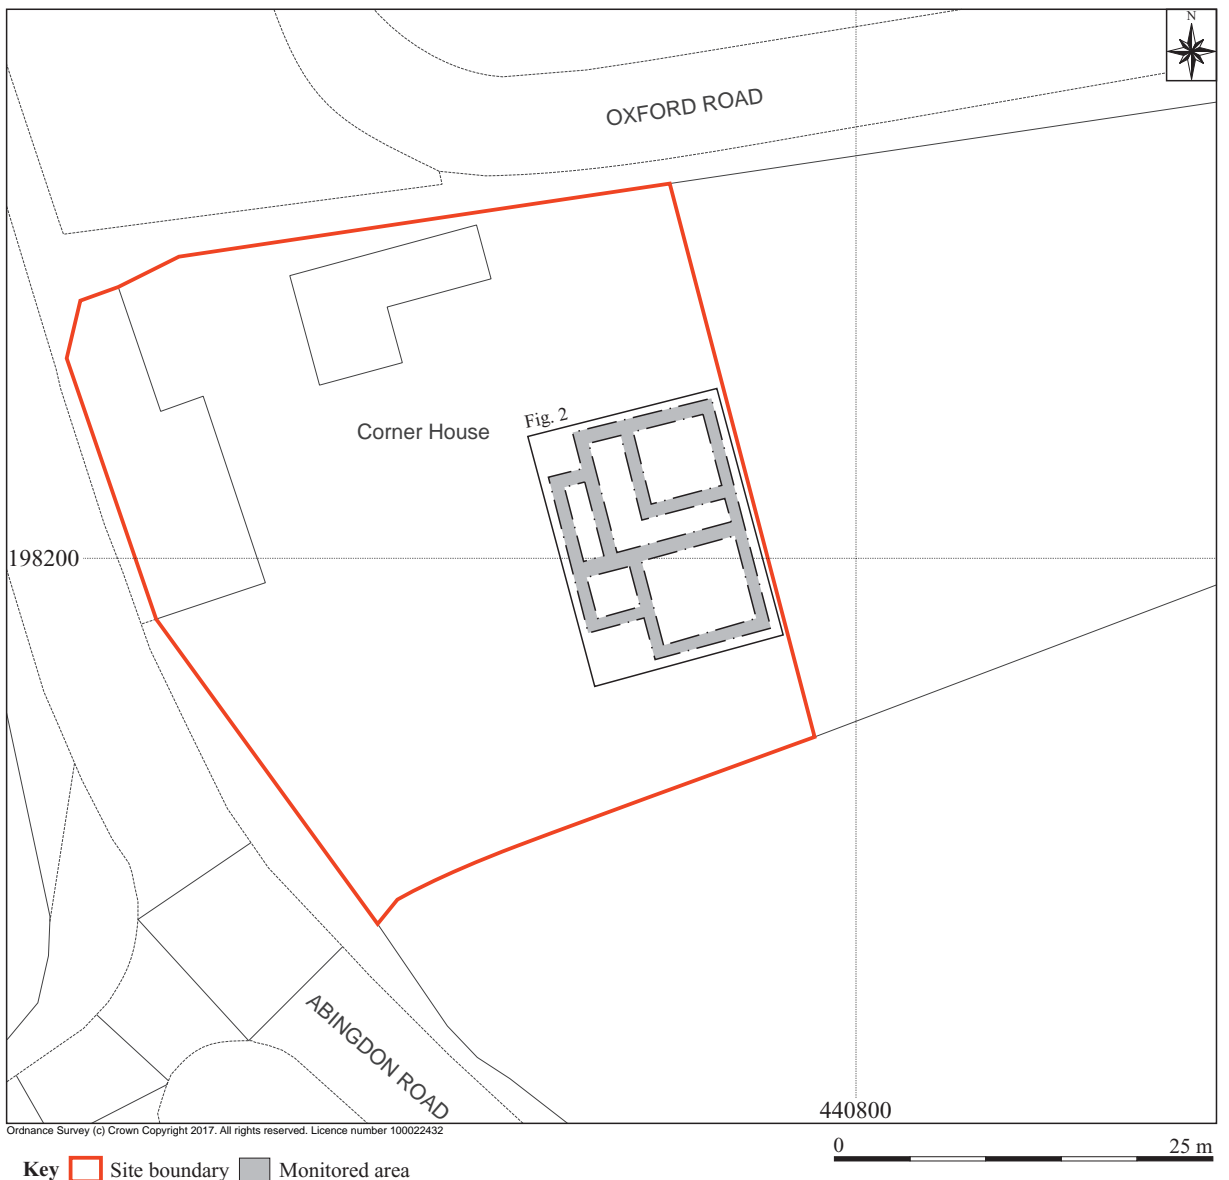 N
OXFORD ROAD
Fig. 2
Corner House
198200
ABINGDON ROAD
440800
Ordnance Survey (c) Crown Copyright 2017. All rights reserved. Licence number 100022432
0 25 m
Key Site boundary Monitored area